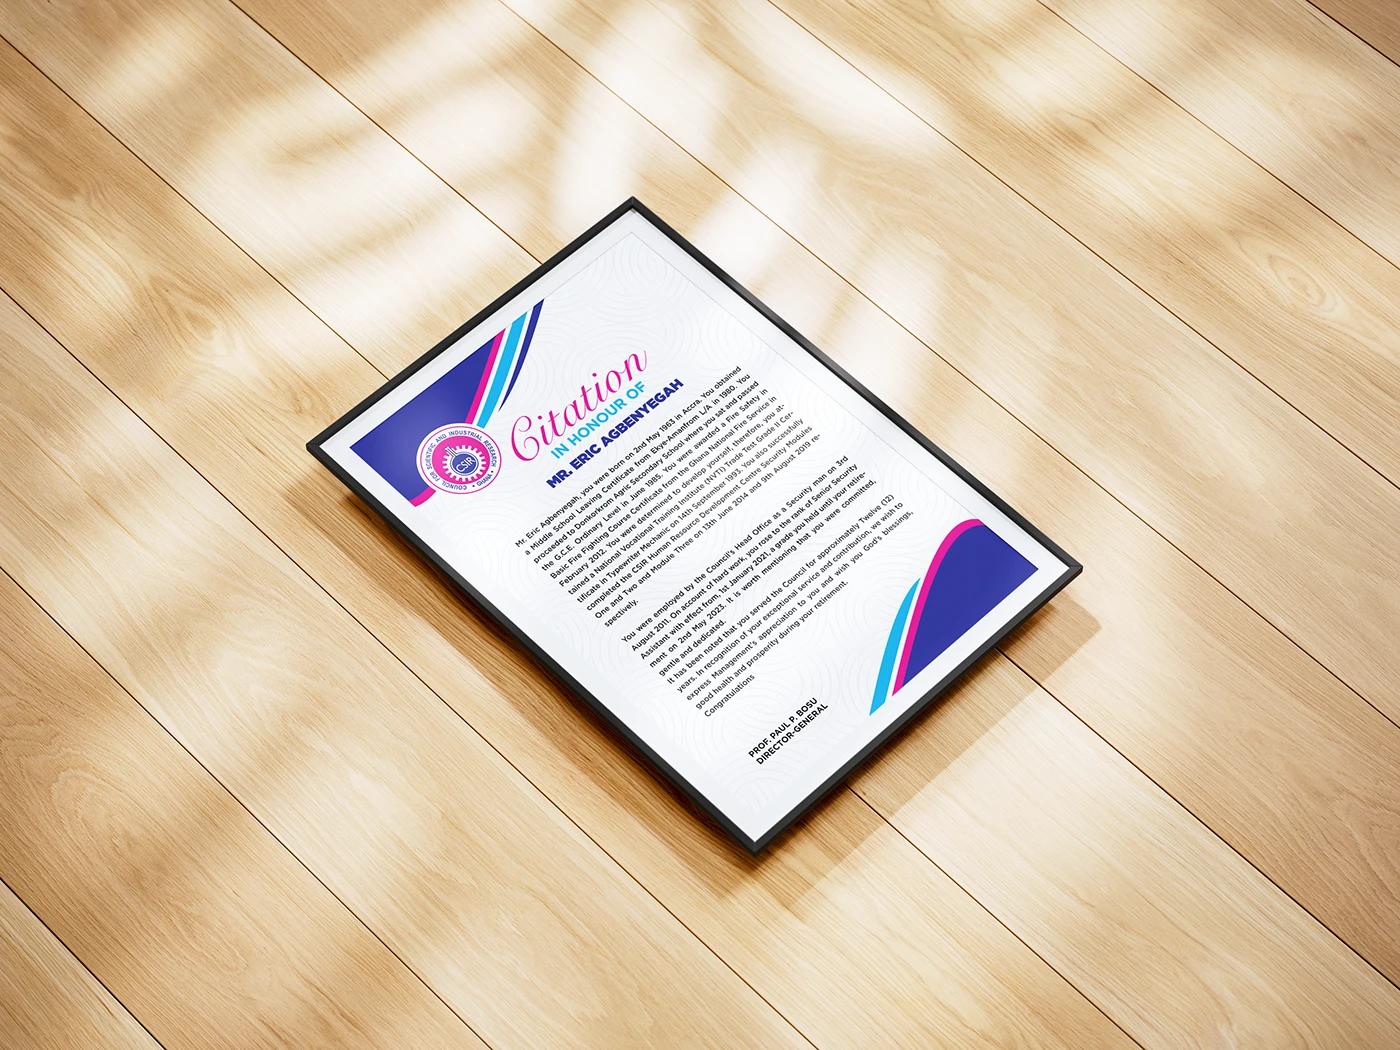 COUNCIL FOR SCIENTIFIC AND INDUSTRIAL RESEARCH • GHANA •
CSIR
Citation
IN HONOUR OF
MR. ERIC AGBENYEGAH
Mr. Eric Agbenyegah, you were born on 2nd May 1963 in Accra. You obtained
a Middle School Leaving Certificate from Ekye-Amanfrom L/A in 1980. You
proceeded to Donkorkrom Agric Secondary School where you sat and passed
the G.C.E. Ordinary Level in June 1985. You were awarded a Fire Safety in
Basic Fire Fighting Course Certificate from the Ghana National Fire Service in
February 2012. You were determined to develop yourself, therefore, you at-
tained a National Vocational Training Institute (NVTI) Trade Test Grade II Cer-
tificate in Typewriter Mechanic on 14th September 1993. You also successfully
completed the CSIR Human Resource Development Centre Security Modules
One and Two and Module Three on 13th June 2014 and 9th August 2019 re-
spectively.
You were employed by the Council's Head Office as a Security man on 3rd
August 2011. On account of hard work, you rose to the rank of Senior Security
Assistant with effect from, 1st January 2021, a grade you held until your retire-
ment on 2nd May 2023. It is worth mentioning that you were committed,
gentle and dedicated.
It has been noted that you served the Council for approximately Twelve (12)
years. In recognition of your exceptional service and contribution, we wish to
express Management's appreciation to you and wish you God's blessings,
good health and prosperity during your retirement.
Congratulations
PROF. PAUL P. BOSU
DIRECTOR-GENERAL